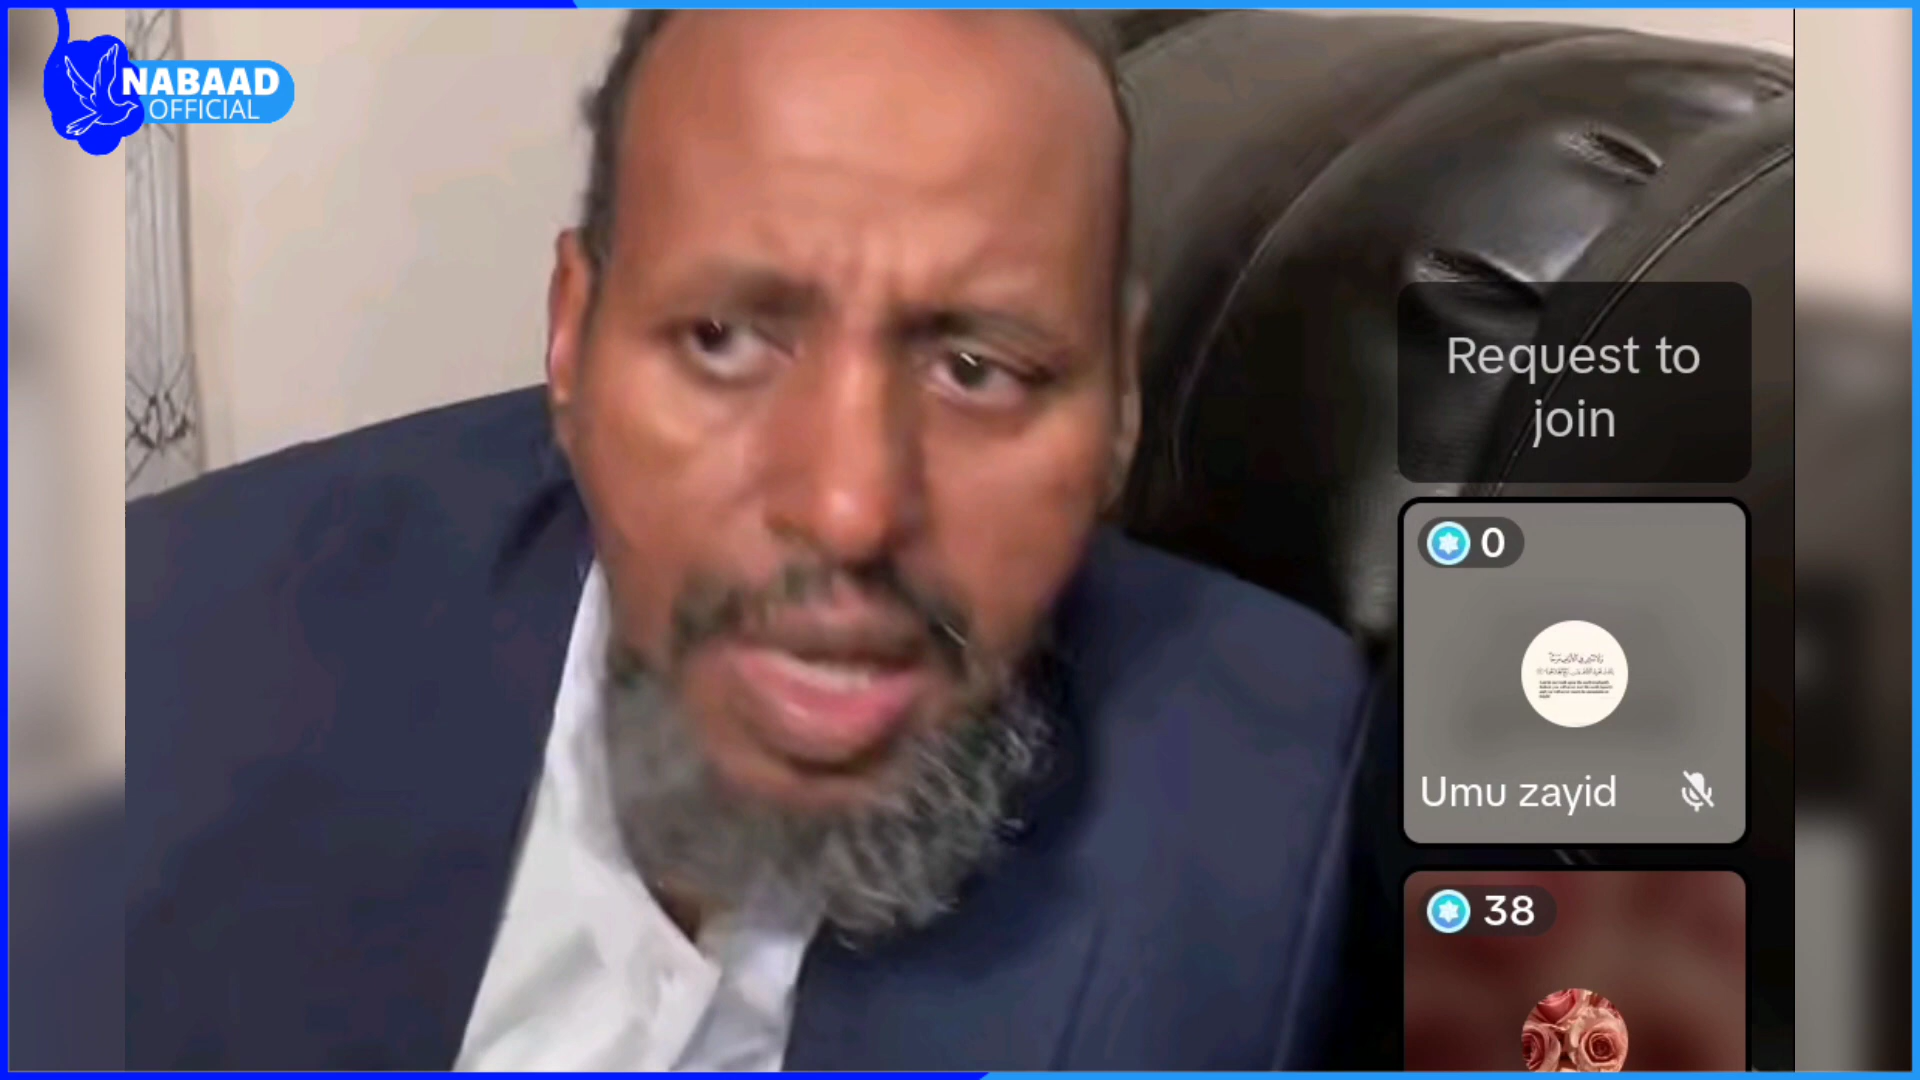 NABAAD
OFFICIAL
Request to
join
0
Umu zayid
38